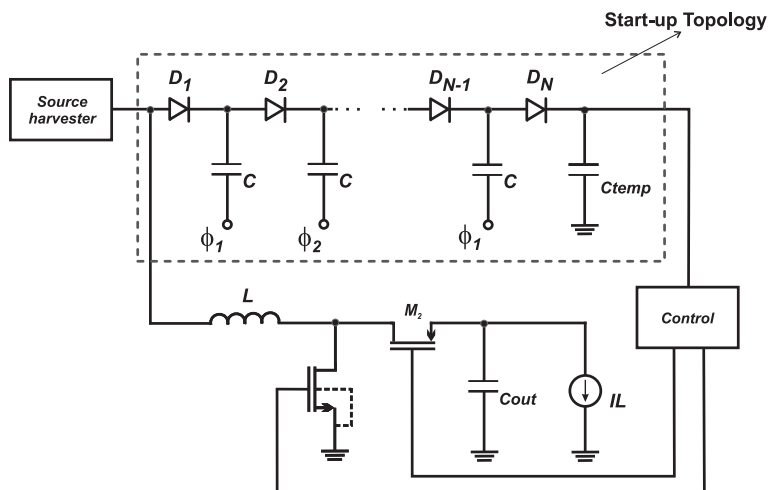 Start-up Topology
Source
harvester
D1
D2
. . .
. . .
DN-1
DN
C
C
C
Ctemp
ϕ1
ϕ2
ϕ1
L
M2
Control
Cout
IL